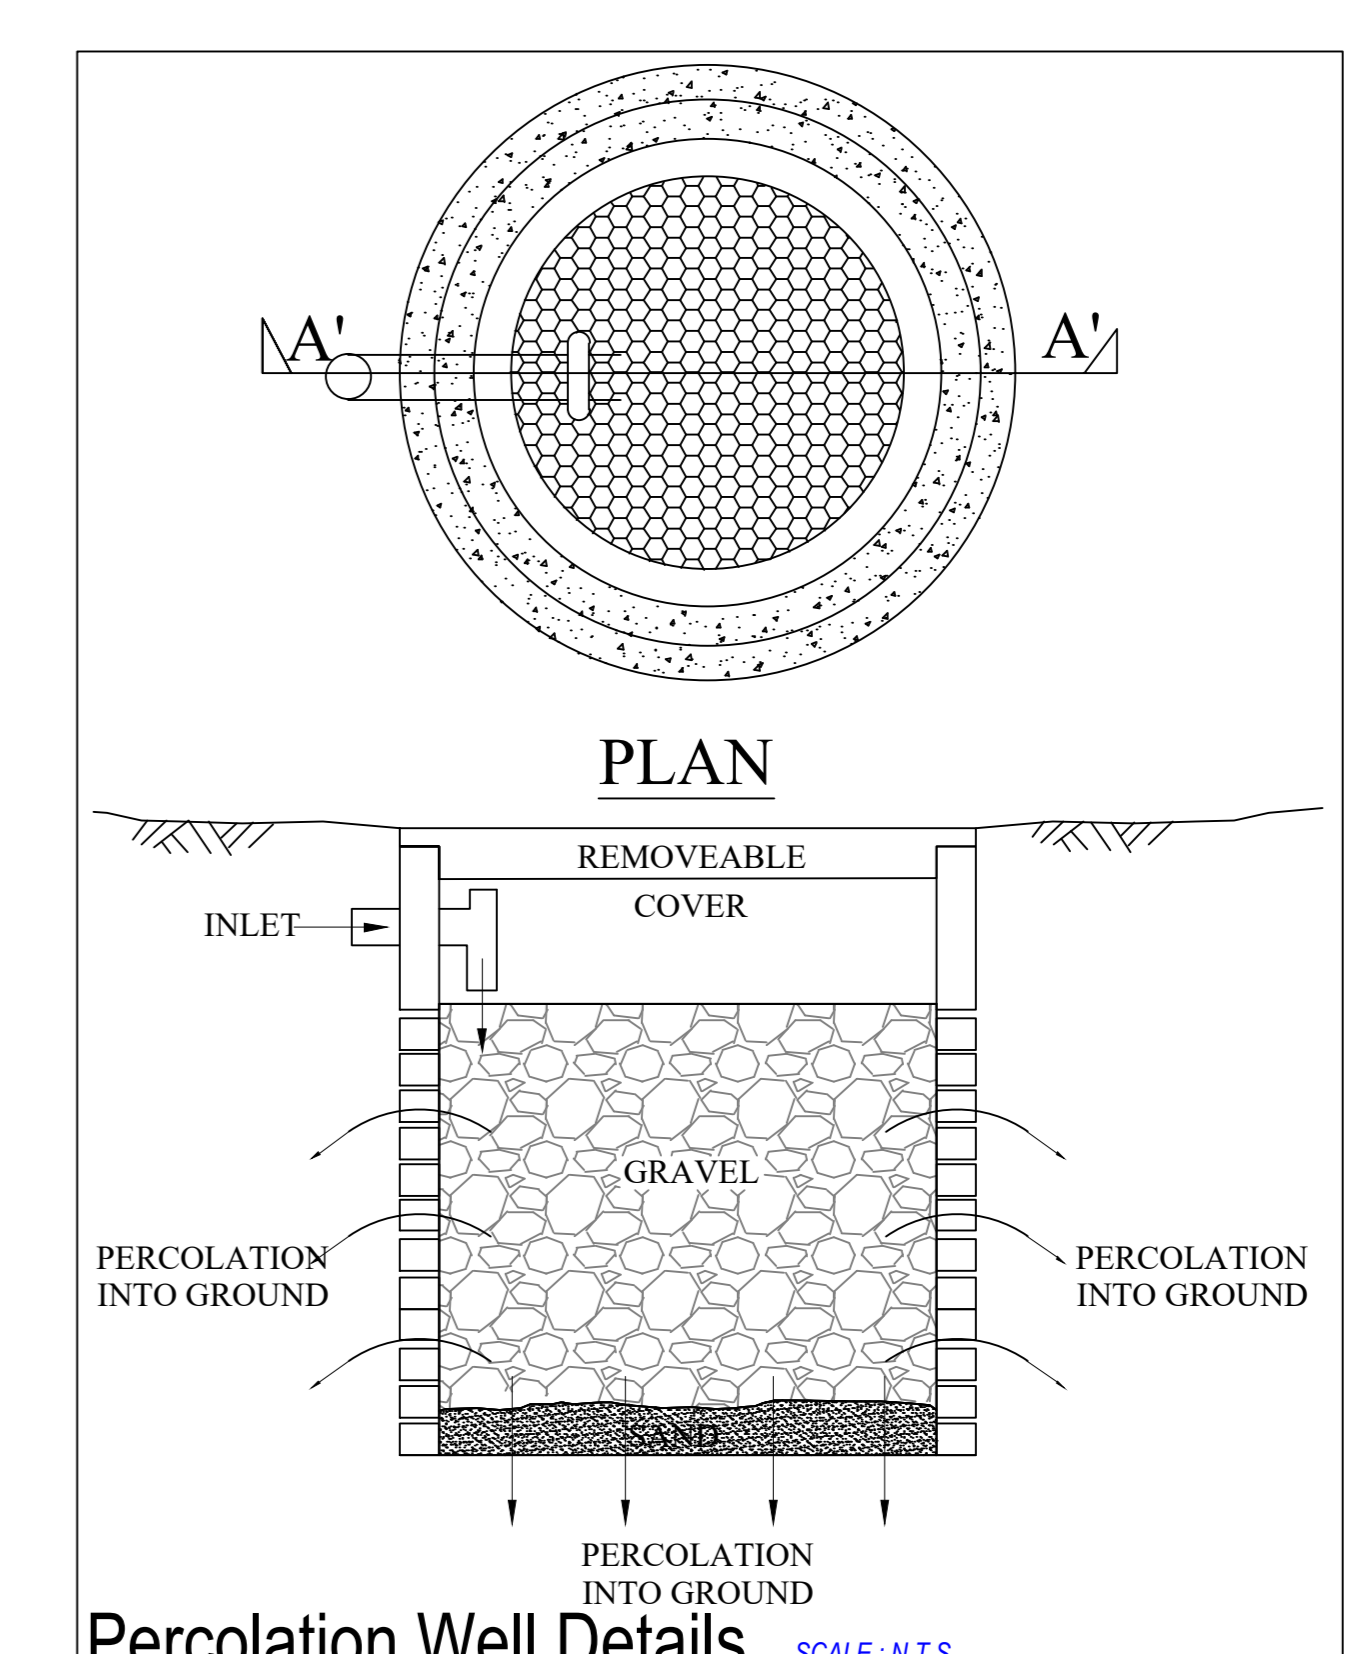 A' A'
PLAN
REMOVEABLE
COVER
INLET
GRAVEL
PERCOLATION
INTO GROUND
PERCOLATION
INTO GROUND
SAND
PERCOLATION
INTO GROUND
Percolation Well Details
SCALE : N.T.S